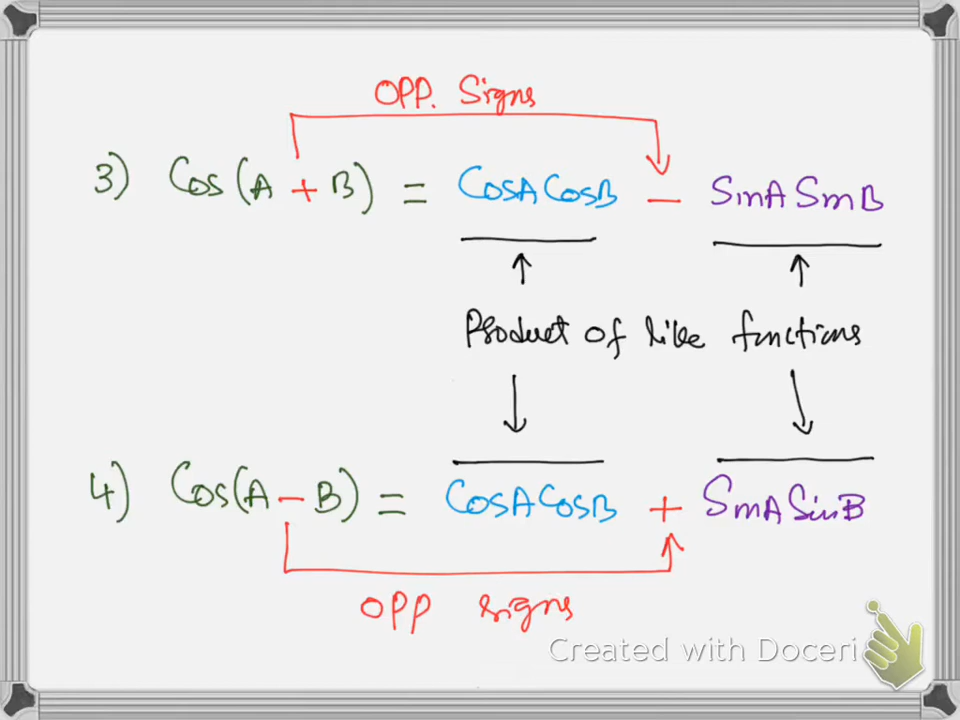 OPP. Signs
3) Cos(A + B) = CosACosB − SinASinB
Product of like functions
4) Cos(A − B) = CosACosB + SinASinB
OPP signs
Created with Doceri